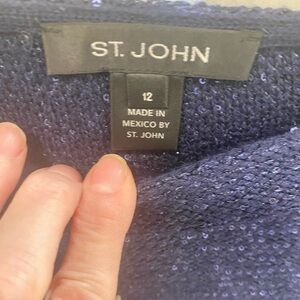 ST. JOHN
12
MADE IN
MEXICO BY
ST. JOHN